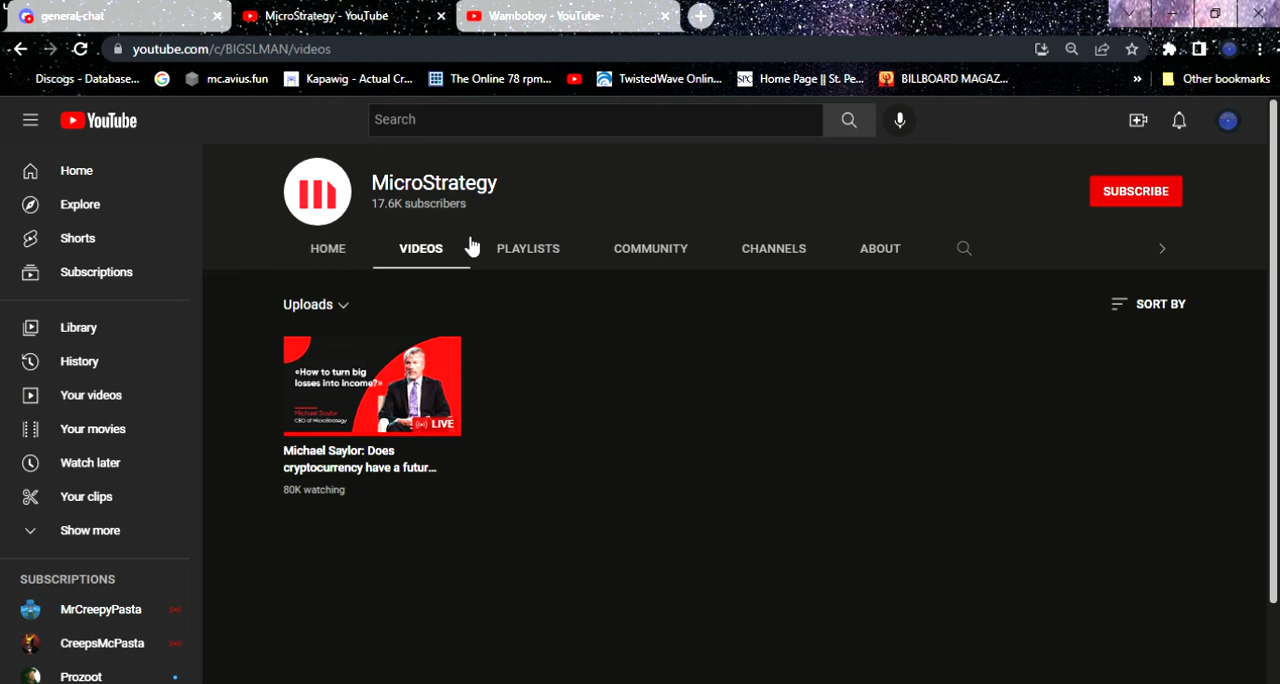 general-chat
MicroStrategy - YouTube
Wamboboy - YouTube
youtube.com/c/BIGSLMAN/videos
Discogs - Database...
mc.avius.fun
Kapawig - Actual Cr...
The Online 78 rpm...
TwistedWave Onlin...
SPC Home Page || St. Pe...
BILLBOARD MAGAZ...
»
Other bookmarks
YouTube
Search
Home
Explore
Shorts
Subscriptions
Library
History
Your videos
Your movies
Watch later
Your clips
Show more
SUBSCRIPTIONS
MrCreepyPasta
CreepsMcPasta
Prozoot
MicroStrategy
17.6K subscribers
SUBSCRIBE
HOME
VIDEOS
PLAYLISTS
COMMUNITY
CHANNELS
ABOUT
Uploads
SORT BY
«How to turn big
losses into income?»
Michael Saylor
CEO of MicroStrategy
LIVE
Michael Saylor: Does
cryptocurrency have a futur...
80K watching